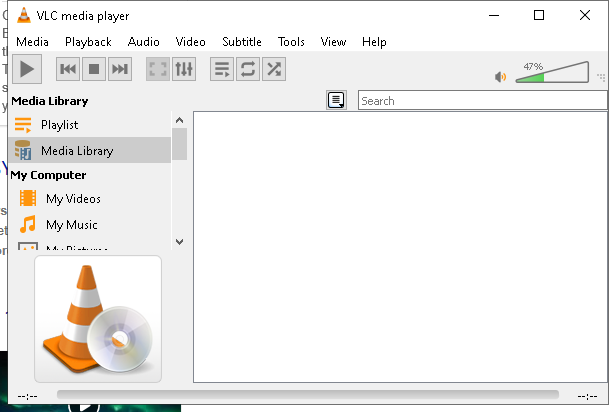 VLC media player
Media Playback Audio Video Subtitle Tools View Help
47%
Media Library
Search
Playlist
Media Library
My Computer
My Videos
My Music
My Pictures
--:-- --:--